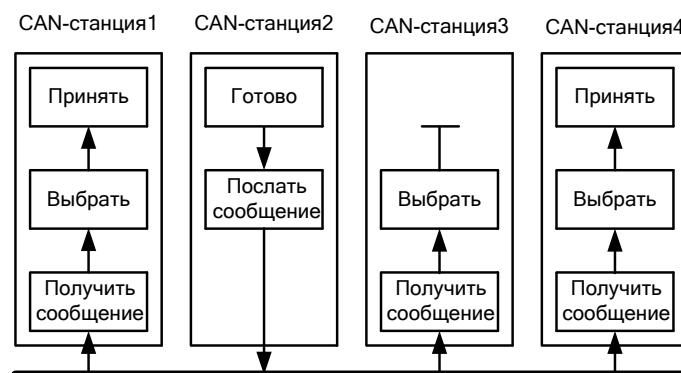 CAN-станция1
CAN-станция2
CAN-станция3
CAN-станция4
Принять
Готово
Принять
Выбрать
Послать
сообщение
Выбрать
Выбрать
Получить
сообщение
Получить
сообщение
Получить
сообщение